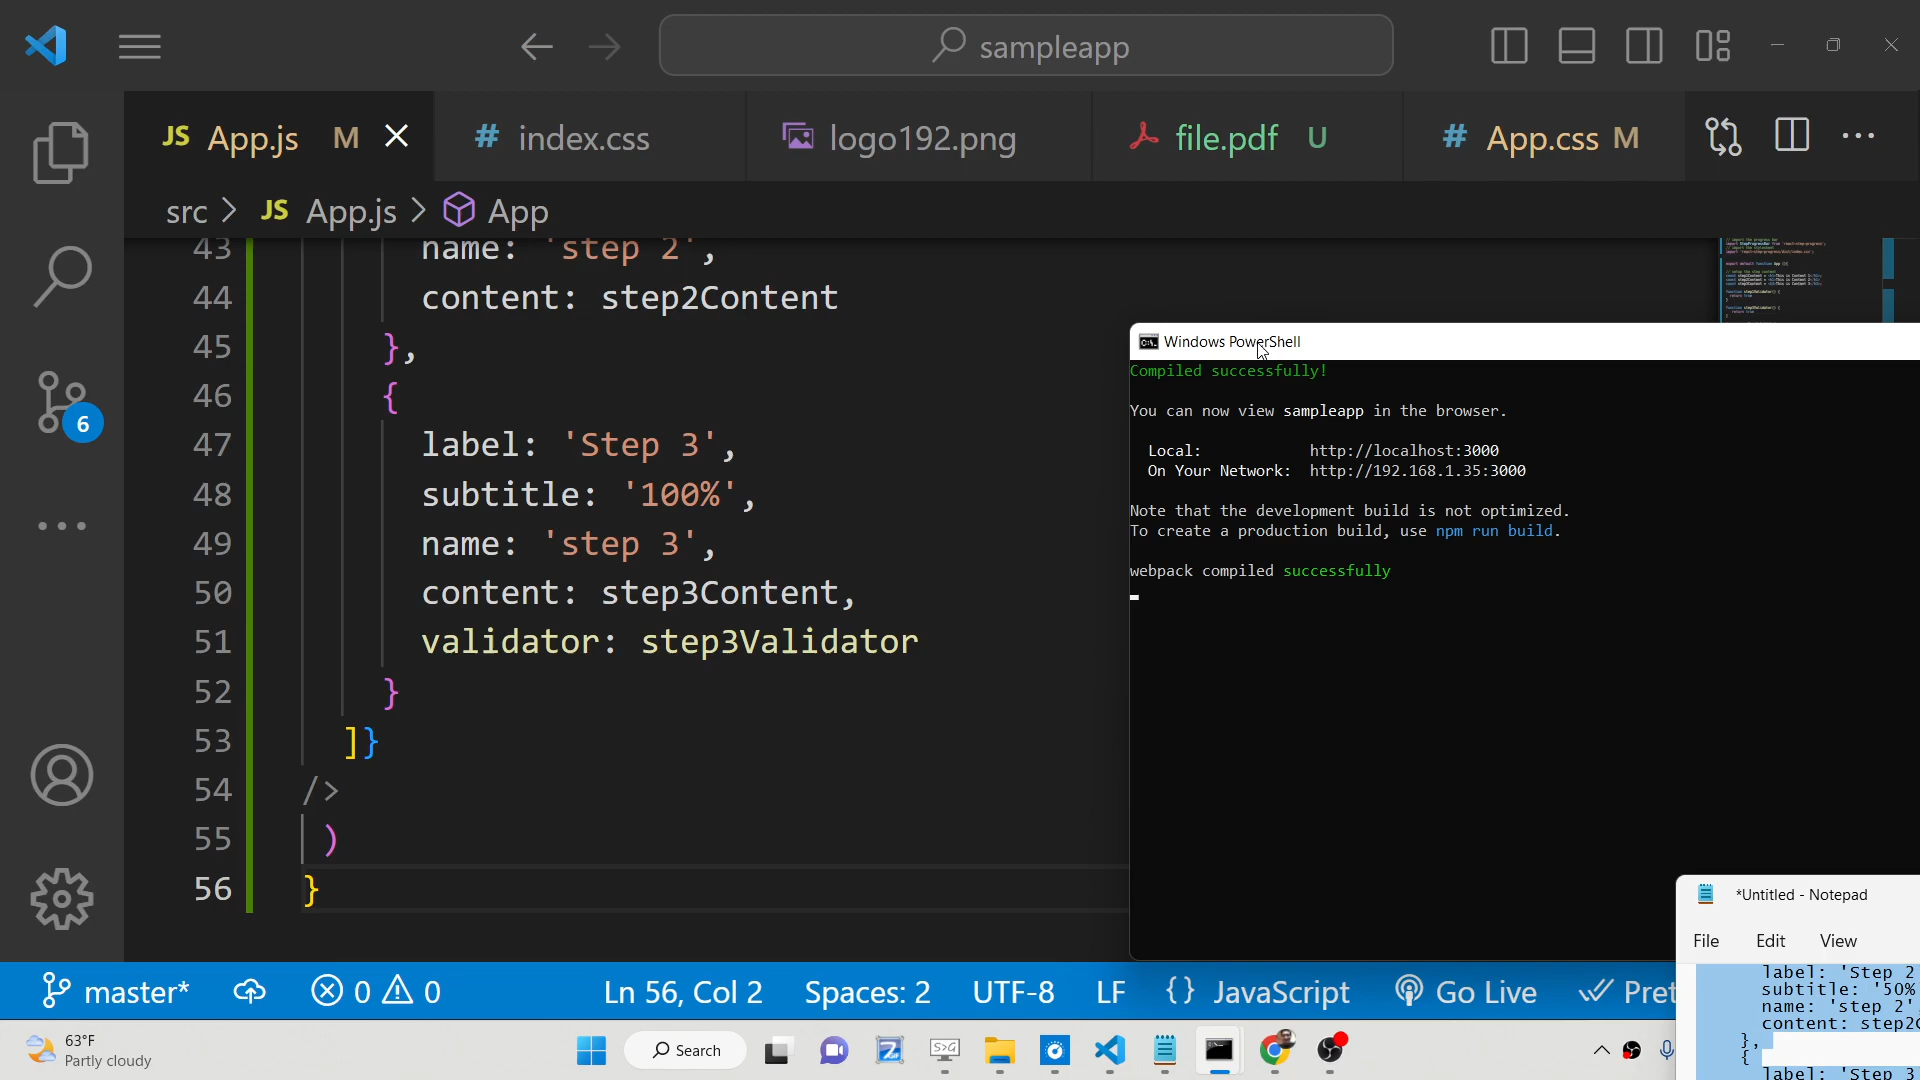 sampleapp
JS App.js M
# index.css
logo192.png
file.pdf U
# App.css M
src > JS App.js > App
43 name: 'step 2',
44 content: step2Content
45 },
46 {
47 label: 'Step 3',
48 subtitle: '100%',
49 name: 'step 3',
50 content: step3Content,
51 validator: step3Validator
52 }
53 ]}
54 />
55 )
56 }
6
Windows PowerShell
Compiled successfully!
You can now view sampleapp in the browser.
Local: http://localhost:3000
On Your Network: http://192.168.1.35:3000
Note that the development build is not optimized.
To create a production build, use npm run build.
webpack compiled successfully
*Untitled - Notepad
File Edit View
label: 'Step 2
subtitle: '50%
name: 'step 2'
content: step2C
},
{
label: 'Step 3
master* 0 0 Ln 56, Col 2 Spaces: 2 UTF-8 LF {} JavaScript Go Live Pret
63°F
Partly cloudy
Search